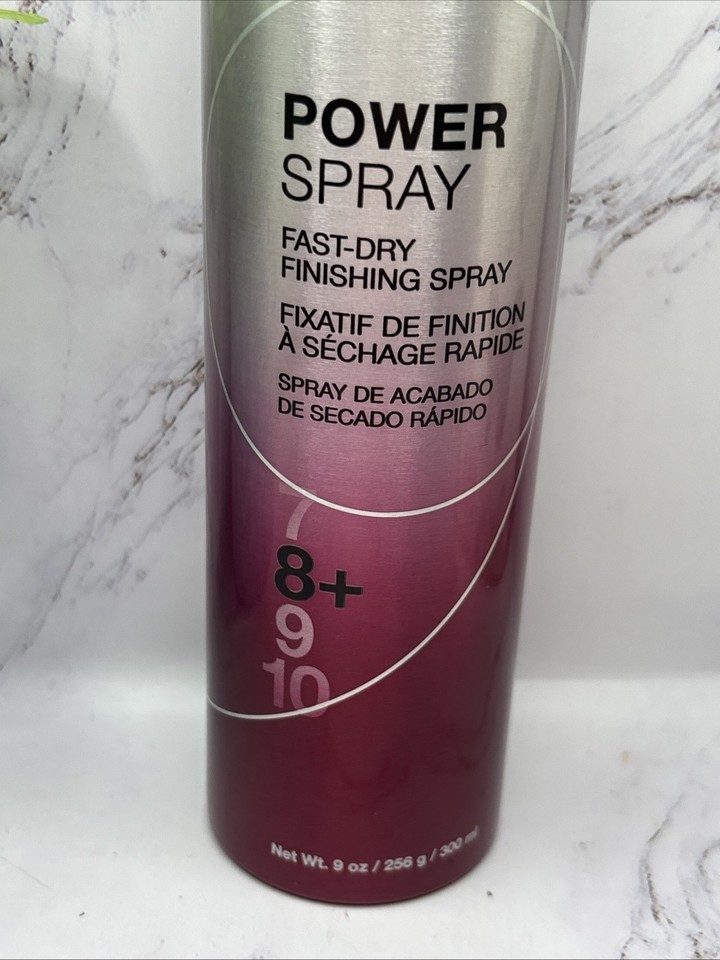 POWER
SPRAY
FAST-DRY
FINISHING SPRAY
FIXATIF DE FINITION
À SÉCHAGE RAPIDE
SPRAY DE ACABADO
DE SECADO RÁPIDO
7
8+
9
10
Net Wt. 9 oz / 256 g / 300 ml